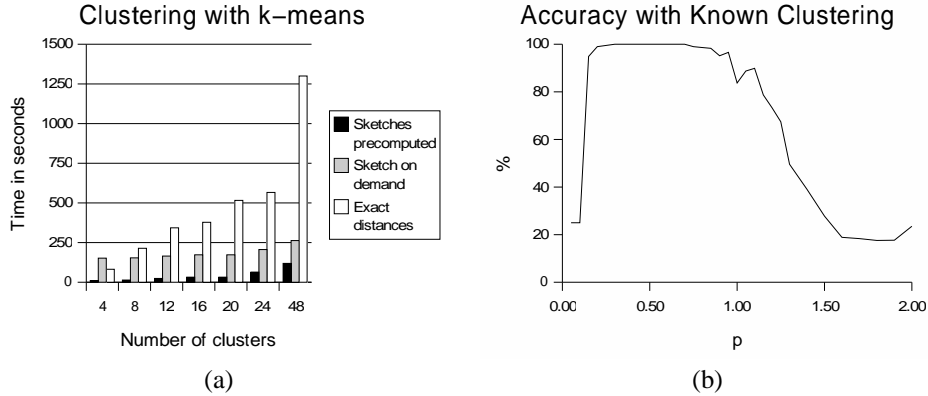 Clustering with k−means
1500
1250
1000
750
500
250
0
Time in seconds
4 8 12 16 20 24 48
Number of clusters
Sketches
precomputed
Sketch on
demand
Exact
distances
(a)
Accuracy with Known Clustering
100
80
60
40
20
0
%
0.00 0.50 1.00 1.50 2.00
p
(b)